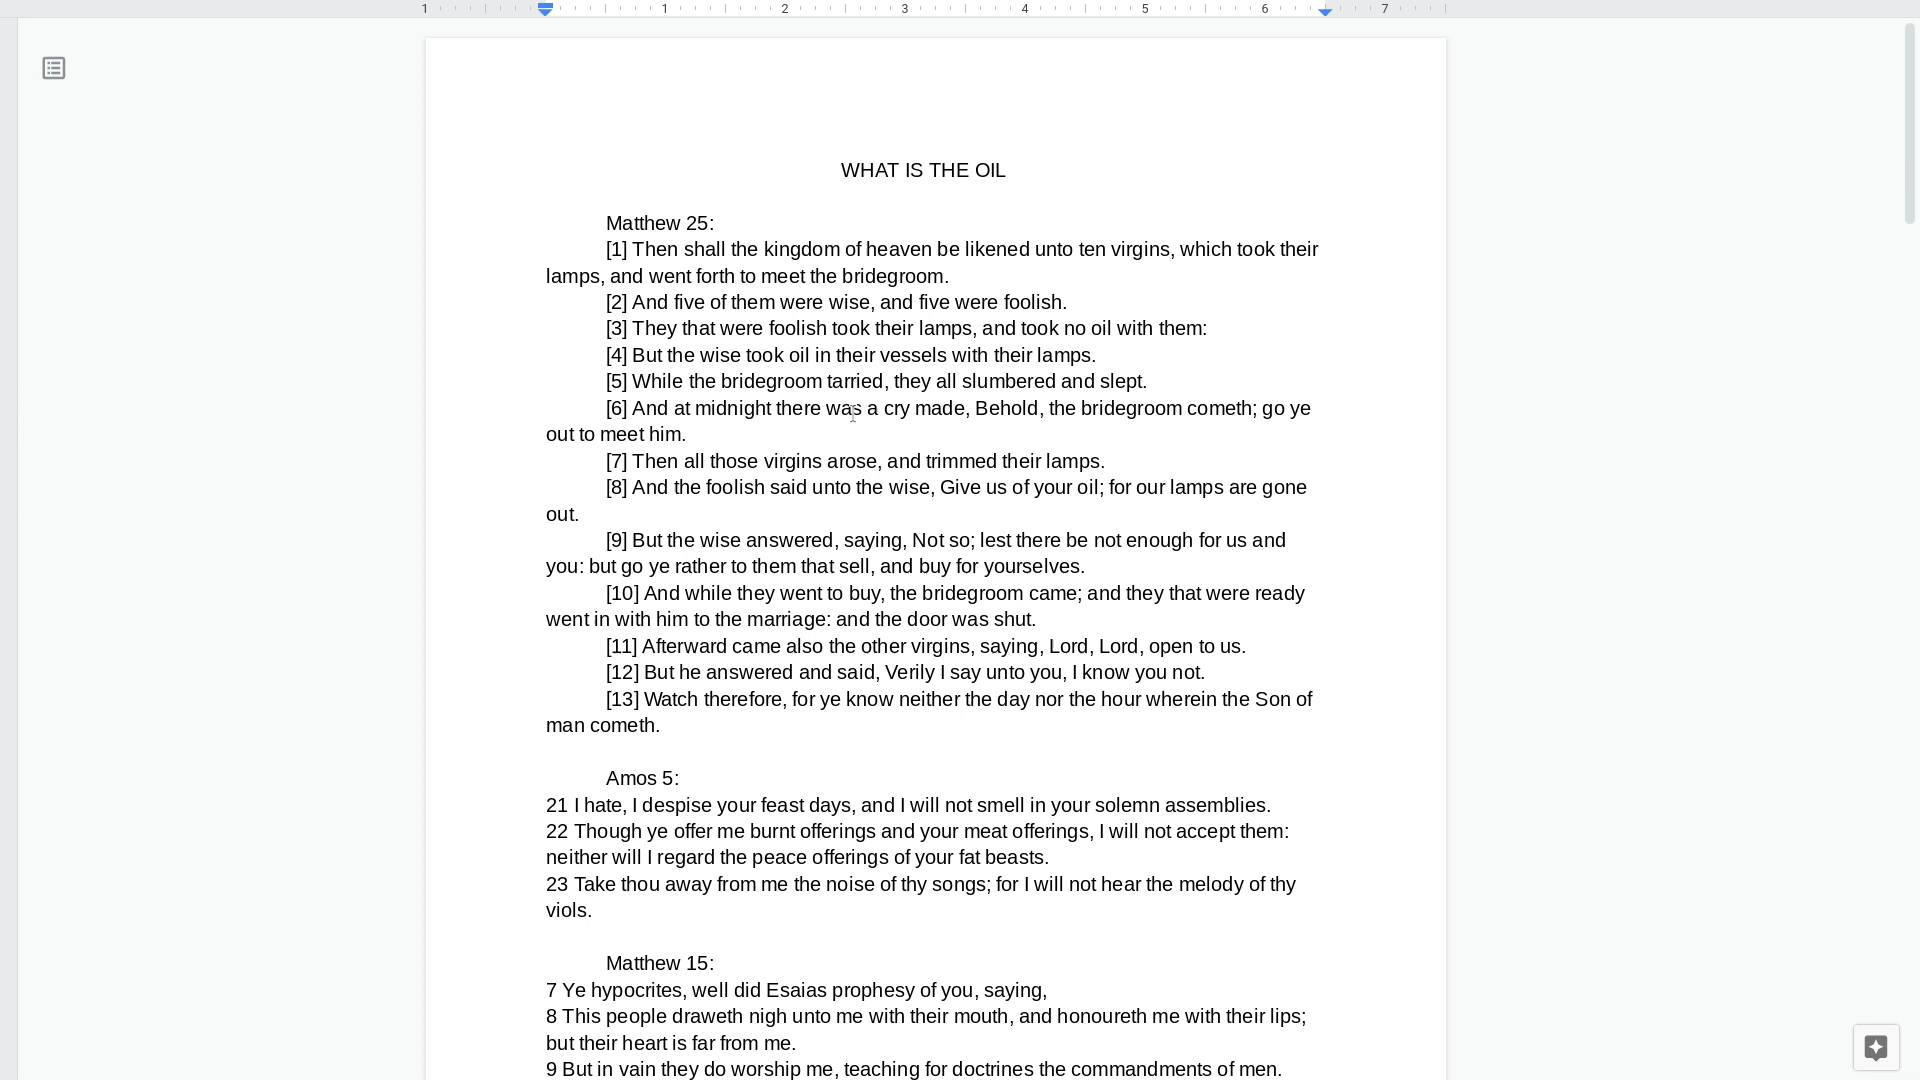 1 1 2 3 4 5 6 7
WHAT IS THE OIL
Matthew 25:
[1] Then shall the kingdom of heaven be likened unto ten virgins, which took their
lamps, and went forth to meet the bridegroom.
[2] And five of them were wise, and five were foolish.
[3] They that were foolish took their lamps, and took no oil with them:
[4] But the wise took oil in their vessels with their lamps.
[5] While the bridegroom tarried, they all slumbered and slept.
[6] And at midnight there was a cry made, Behold, the bridegroom cometh; go ye
out to meet him.
[7] Then all those virgins arose, and trimmed their lamps.
[8] And the foolish said unto the wise, Give us of your oil; for our lamps are gone
out.
[9] But the wise answered, saying, Not so; lest there be not enough for us and
you: but go ye rather to them that sell, and buy for yourselves.
[10] And while they went to buy, the bridegroom came; and they that were ready
went in with him to the marriage: and the door was shut.
[11] Afterward came also the other virgins, saying, Lord, Lord, open to us.
[12] But he answered and said, Verily I say unto you, I know you not.
[13] Watch therefore, for ye know neither the day nor the hour wherein the Son of
man cometh.
Amos 5:
21 I hate, I despise your feast days, and I will not smell in your solemn assemblies.
22 Though ye offer me burnt offerings and your meat offerings, I will not accept them:
neither will I regard the peace offerings of your fat beasts.
23 Take thou away from me the noise of thy songs; for I will not hear the melody of thy
viols.
Matthew 15:
7 Ye hypocrites, well did Esaias prophesy of you, saying,
8 This people draweth nigh unto me with their mouth, and honoureth me with their lips;
but their heart is far from me.
9 But in vain they do worship me, teaching for doctrines the commandments of men.